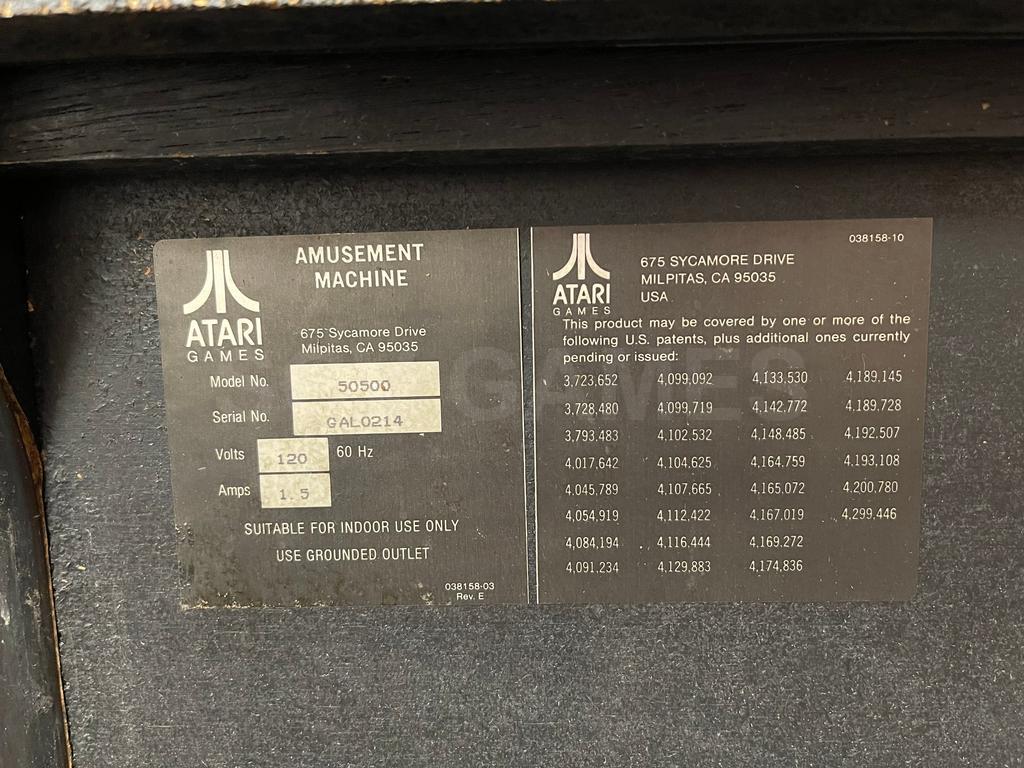 ATARI
GAMES
AMUSEMENT
MACHINE
675 Sycamore Drive
Milpitas, CA 95035
Model No. 50500
Serial No. GAL0214
Volts 120 60 Hz
Amps 1.5
SUITABLE FOR INDOOR USE ONLY
USE GROUNDED OUTLET
038158-03
Rev. E
038158-10
ATARI
GAMES
675 SYCAMORE DRIVE
MILPITAS, CA 95035
USA
This product may be covered by one or more of the
following U.S. patents, plus additional ones currently
pending or issued:
3,723,652 4,099,092 4,133,530 4,189,145
3,728,480 4,099,719 4,142,772 4,189,728
3,793,483 4,102,532 4,148,485 4,192,507
4,017,642 4,104,625 4,164,759 4,193,108
4,045,789 4,107,665 4,165,072 4,200,780
4,054,919 4,112,422 4,167,019 4,299,446
4,084,194 4,116,444 4,169,272
4,091,234 4,129,883 4,174,836
GAMES